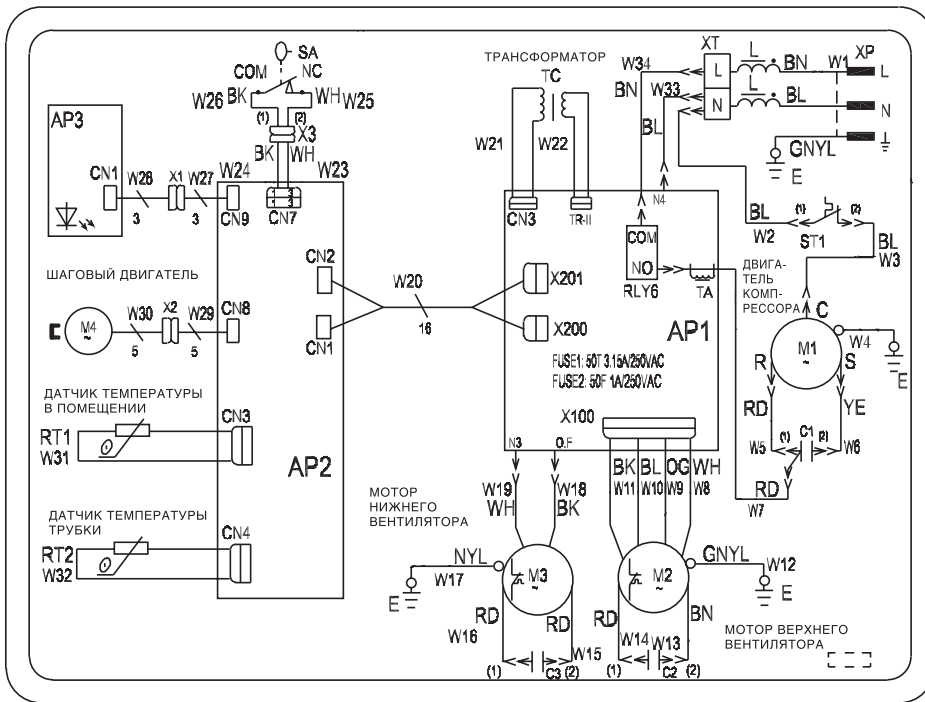 SA
COM NC
W26 BK WH W25
(1) (2)
X3
BK WH
W24 W23
AP3
CN1
W28
X1
W27
3
3
CN9
CN7
1 3
1 3
ШАГОВЫЙ ДВИГАТЕЛЬ
M4
~
W30
X2
W29
5
5
CN8
CN2
CN1
W20
16
ДАТЧИК ТЕМПЕРАТУРЫ
В ПОМЕЩЕНИИ
RT1
W31
CN3
AP2
ДАТЧИК ТЕМПЕРАТУРЫ
ТРУБКИ
RT2
W32
CN4
ТРАНСФОРМАТОР
TC
W21
W22
CN3
TR-II
W34
BN
W33
BL
N4
XT
L
N
L
BN
L
BL
W1
XP
L
N
GNYL
E
BL
W2
(1) (2)
ST1
BL
W3
X201
X200
COM
NO
RLY6
TA
AP1
FUSE1: 50T 3.15A/250VAC
FUSE2: 50F 1A/250VAC
X100
N3
O.F
ДВИГА-
ТЕЛЬ
КОМП-
РЕССОРА
C
M1
~
W4
E
R
S
RD
YE
W5
(1) C1 (2)
W6
RD
W7
МОТОР
НИЖНЕГО
ВЕНТИЛЯТОРА
W19
WH
W18
BK
BK BL OG WH
W11 W10 W9 W8
NYL
W17
E
M3
~
RD
RD
W16
W15
(1) C3 (2)
M2
~
GNYL
W12
E
RD
BN
W14
W13
(1) C2 (2)
МОТОР ВЕРХНЕГО
ВЕНТИЛЯТОРА